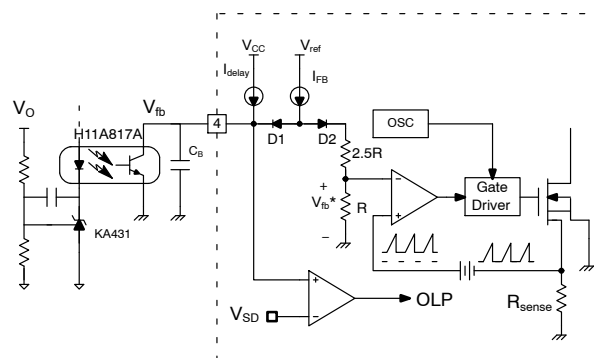 V_CC V_ref
I_delay I_FB
V_O
V_fb
H11A817A
4
C_B
D1 D2
OSC
2.5R
+
V_fb* R
−
−
+
Gate
Driver
KA431
+
−
V_SD
OLP
R_sense